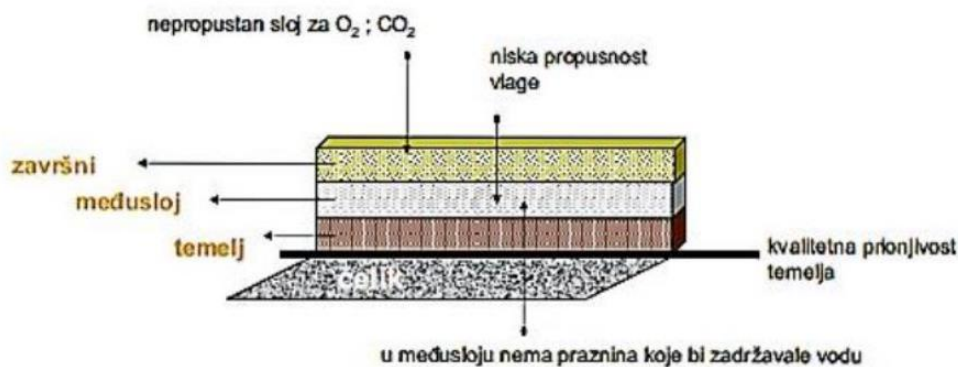 nepropustan sloj za O₂ ; CO₂
niska propusnost
vlage
završni
međusloj
temelj
čelik
kvalitetna prionjivost
temelja
u međusloju nema praznina koje bi zadržavale vodu